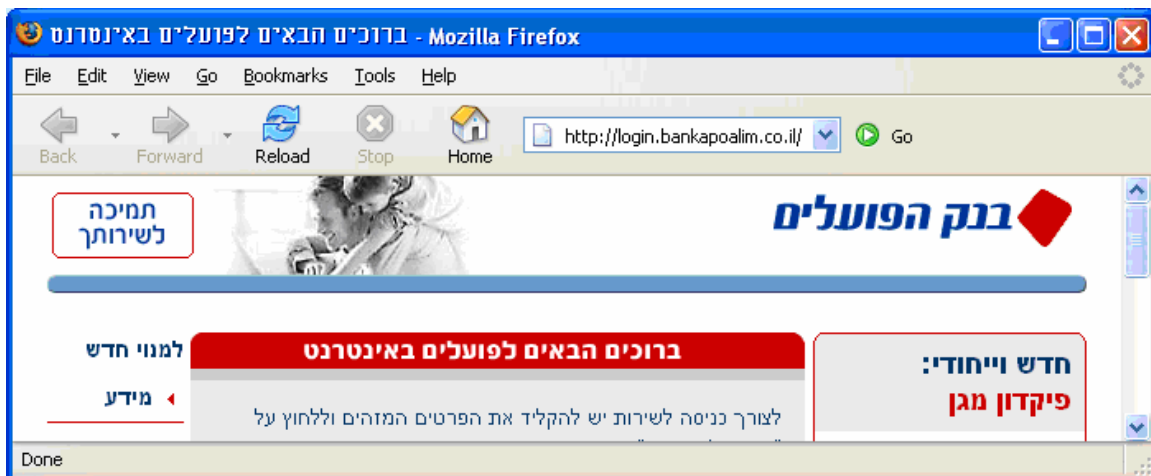 ברוכים הבאים לפועלים באינטרנט - Mozilla Firefox
File Edit View Go Bookmarks Tools Help
Back Forward Reload Stop Home http://login.bankapoalim.co.il/ Go
בנק הפועלים
תמיכה
לשירותך
חדש וייחודי:
פיקדון מגן
ברוכים הבאים לפועלים באינטרנט
לצורך כניסה לשירות יש להקליד את הפרטים המזהים וללחוץ על
למנוי חדש
מידע
Done